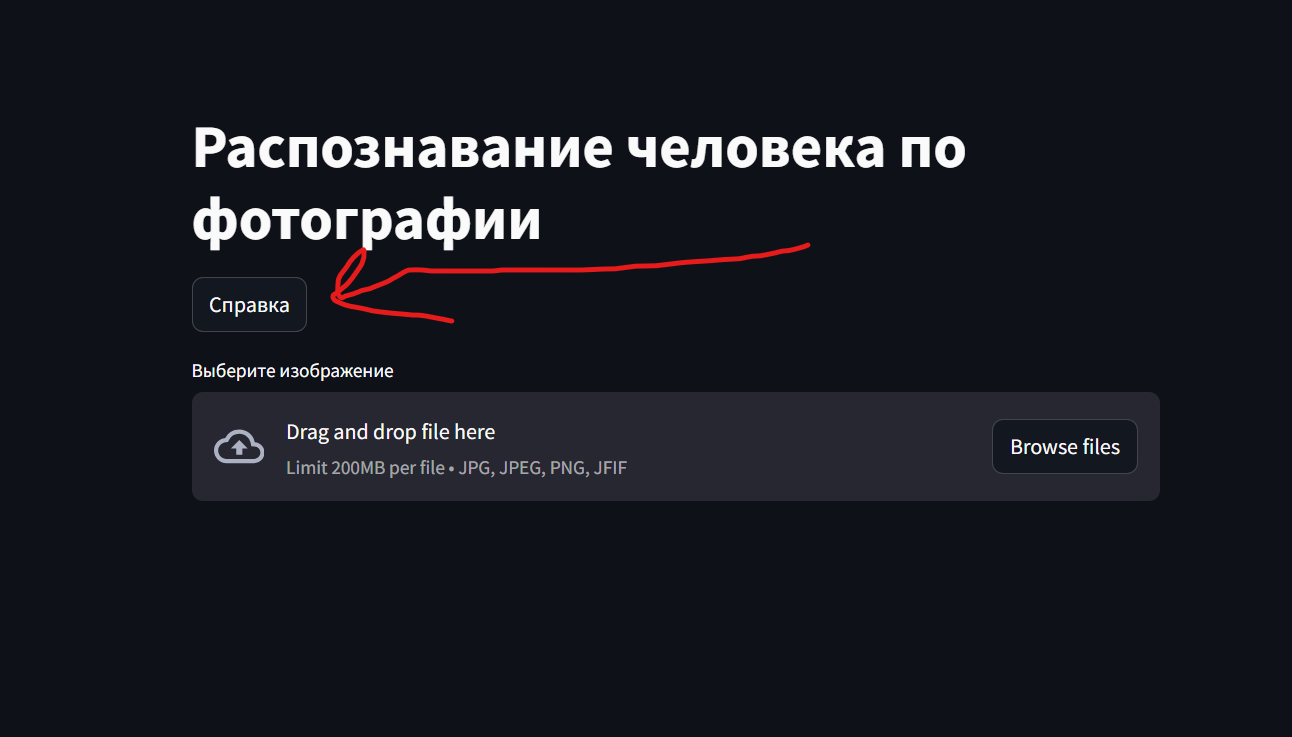 Распознавание человека по
фотографии
Справка
Выберите изображение
Drag and drop file here
Limit 200MB per file • JPG, JPEG, PNG, JFIF
Browse files